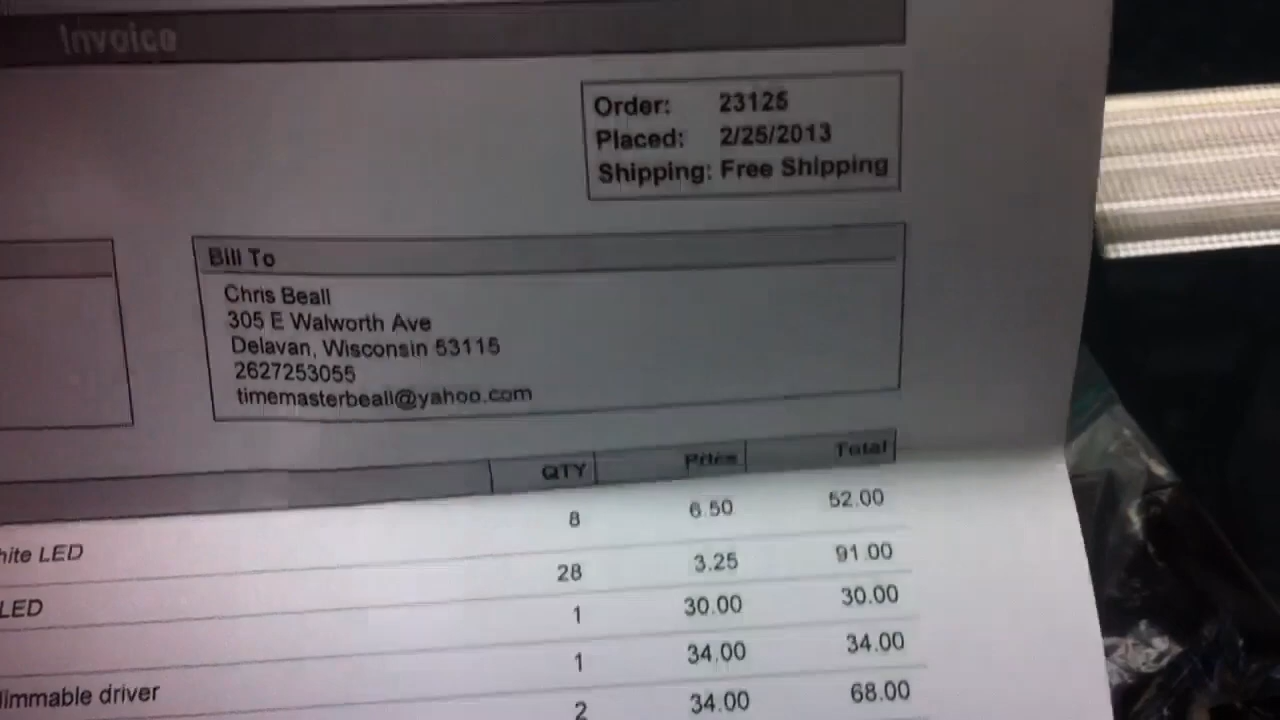 Invoice
Order: 23125
Placed: 2/25/2013
Shipping: Free Shipping
Bill To
Chris Beall
305 E Walworth Ave
Delavan, Wisconsin 53115
2627253055
timemasterbeall@yahoo.com
QTY Price Total
8 6.50 52.00
hite LED 28 3.25 91.00
LED 1 30.00 30.00
1 34.00 34.00
dimmable driver 2 34.00 68.00